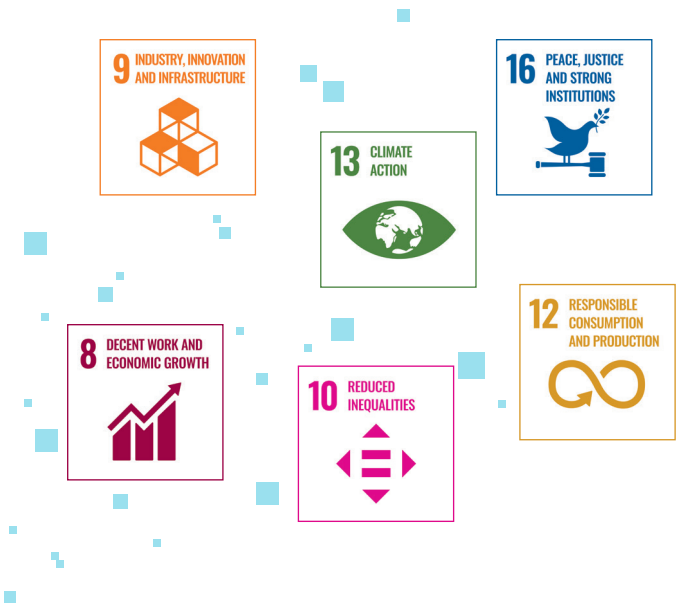 9 INDUSTRY, INNOVATION
AND INFRASTRUCTURE
16 PEACE, JUSTICE
AND STRONG
INSTITUTIONS
13 CLIMATE
ACTION
12 RESPONSIBLE
CONSUMPTION
AND PRODUCTION
8 DECENT WORK AND
ECONOMIC GROWTH
10 REDUCED
INEQUALITIES